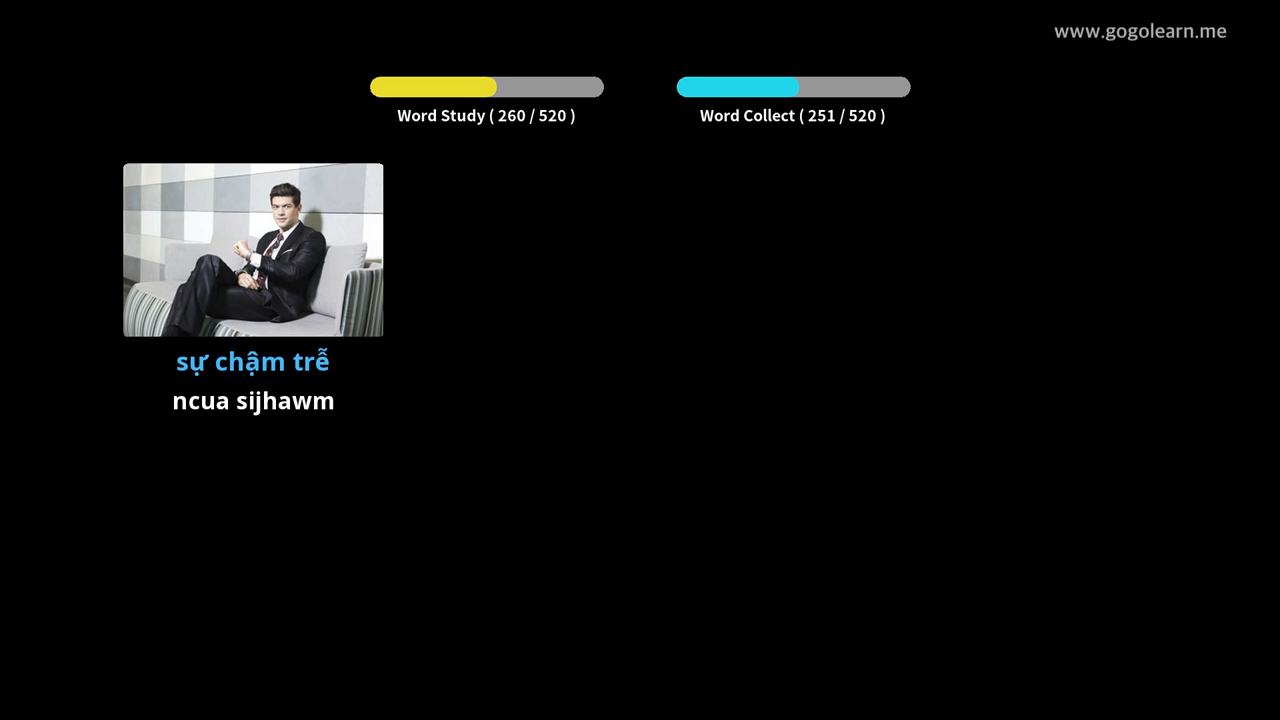 www.gogolearn.me
Word Study ( 260 / 520 )
Word Collect ( 251 / 520 )
sự chậm trễ
ncua sijhawm